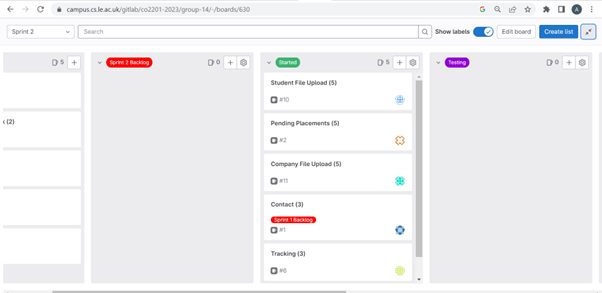 campus.cs.le.ac.uk/gitlab/co2201-2023/group-14/-/boards/630
A
Sprint 2
Search
Show labels
Edit board
Create list
5
Sprint 2 Backlog
0
Started
5
Testing
0
(2)
Student File Upload (5)
#10
Pending Placements (5)
#2
Company File Upload (5)
#11
Contact (3)
Sprint 1 Backlog
#1
Tracking (3)
#6